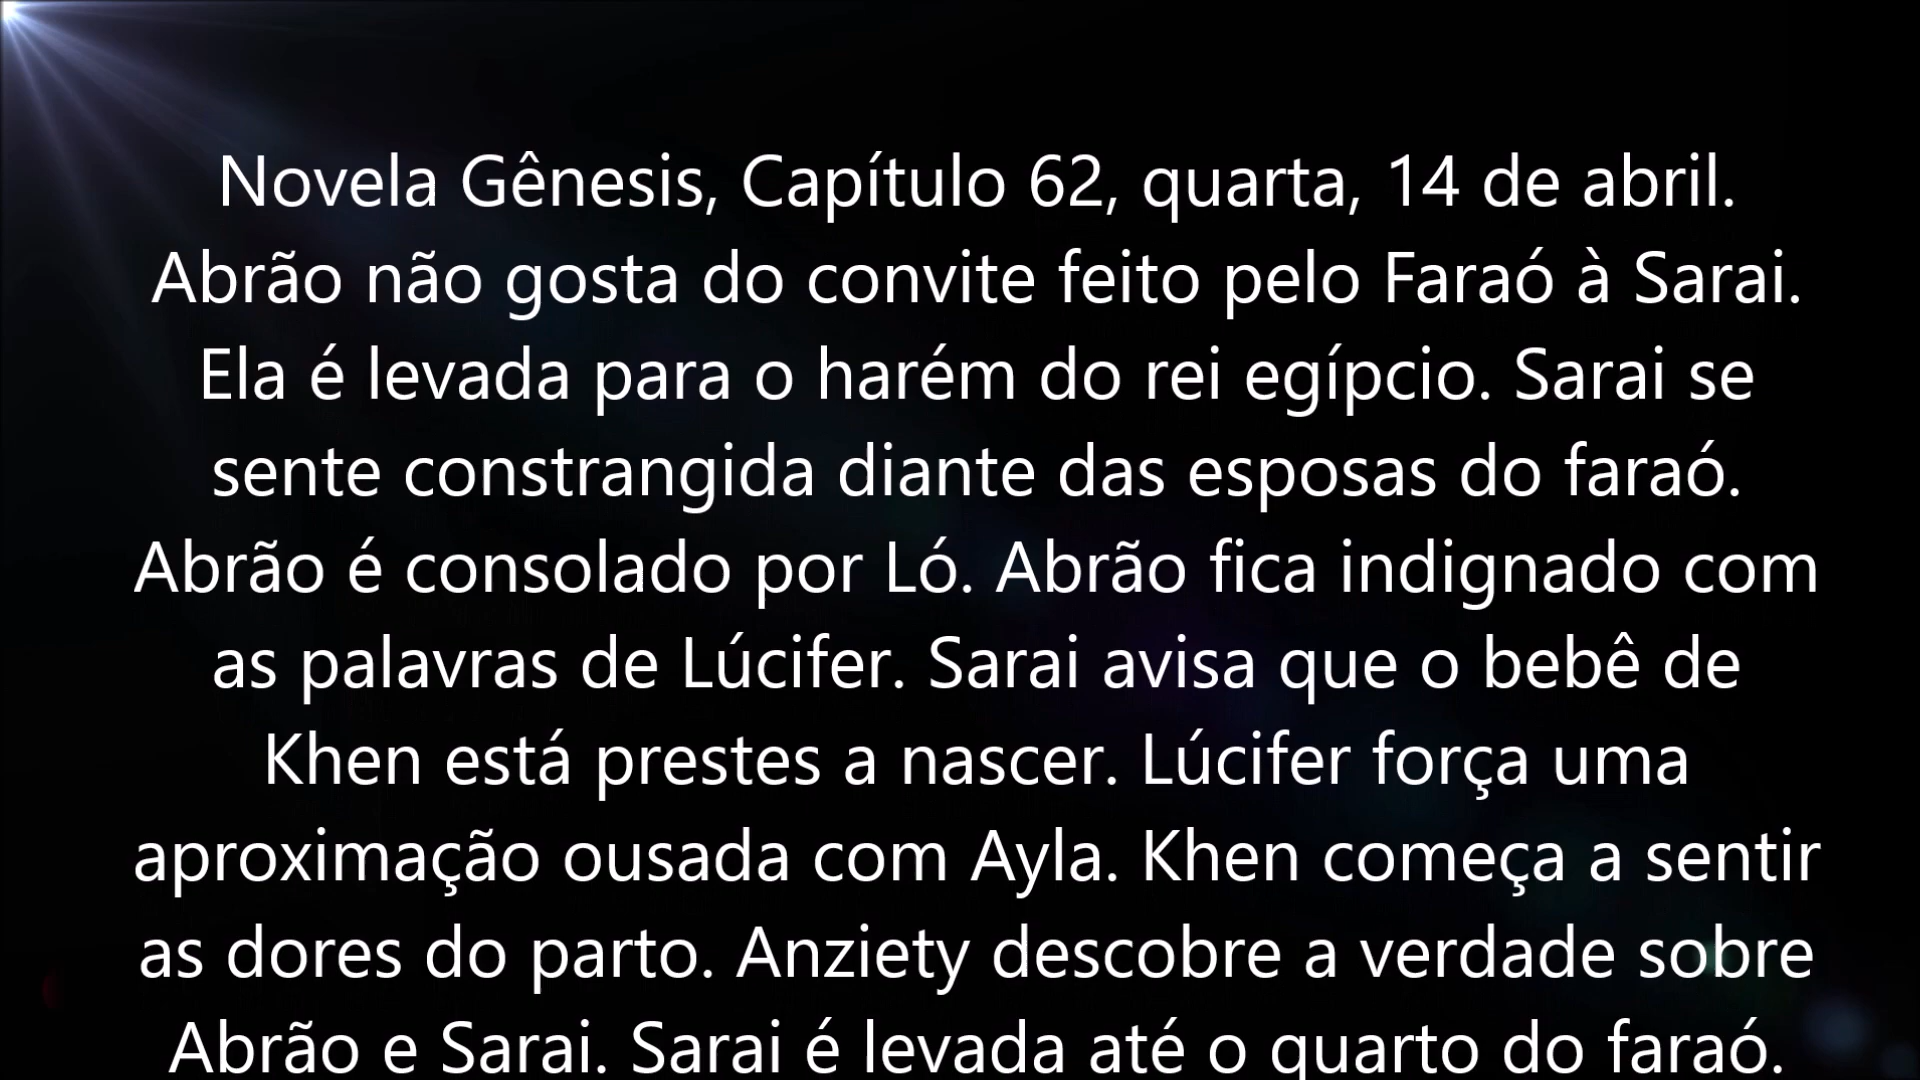 Novela Gênesis, Capítulo 62, quarta, 14 de abril.
Abrão não gosta do convite feito pelo Faraó à Sarai.
Ela é levada para o harém do rei egípcio. Sarai se
sente constrangida diante das esposas do faraó.
Abrão é consolado por Ló. Abrão fica indignado com
as palavras de Lúcifer. Sarai avisa que o bebê de
Khen está prestes a nascer. Lúcifer força uma
aproximação ousada com Ayla. Khen começa a sentir
as dores do parto. Anziety descobre a verdade sobre
Abrão e Sarai. Sarai é levada até o quarto do faraó.